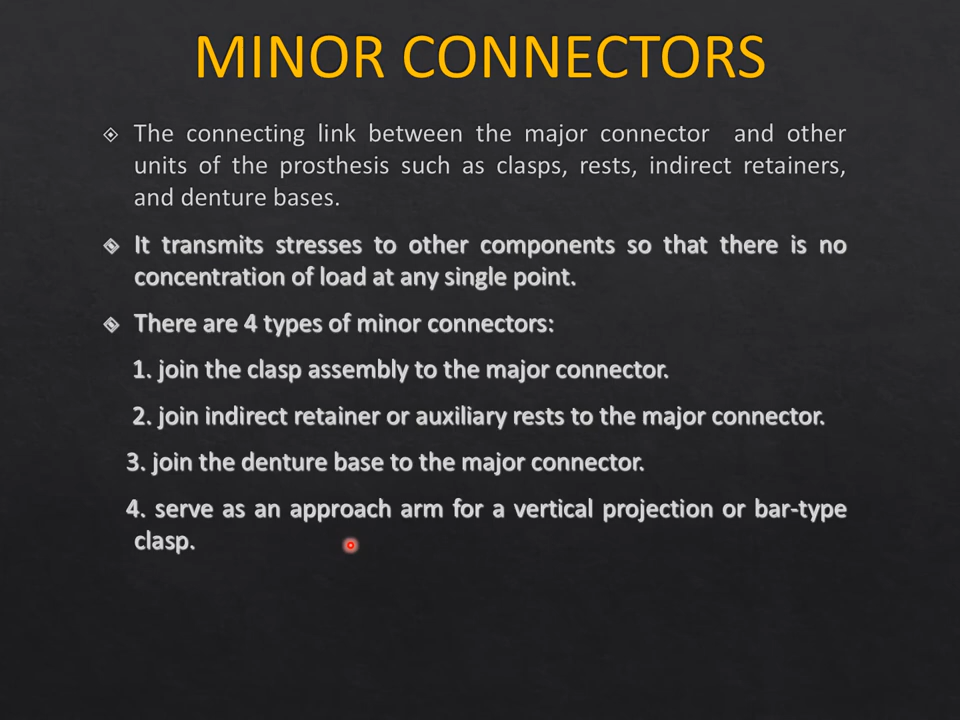 MINOR CONNECTORS
The connecting link between the major connector and other
units of the prosthesis such as clasps, rests, indirect retainers,
and denture bases.
It transmits stresses to other components so that there is no
concentration of load at any single point.
There are 4 types of minor connectors:
1. join the clasp assembly to the major connector.
2. join indirect retainer or auxiliary rests to the major connector.
3. join the denture base to the major connector.
4. serve as an approach arm for a vertical projection or bar-type
clasp.